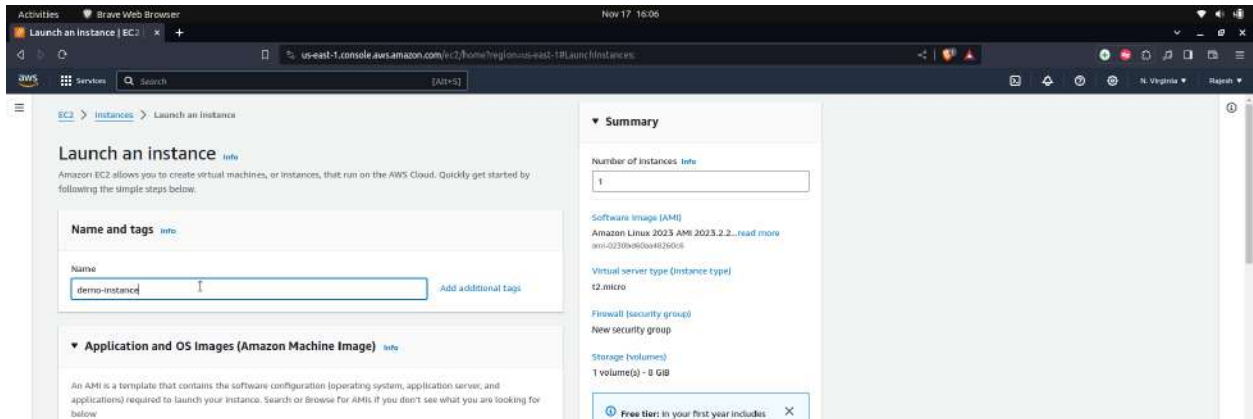 Activities
Brave Web Browser
Nov 17 16:06
Launch an instance | EC2
us-east-1.console.aws.amazon.com/ec2/home?region=us-east-1#LaunchInstances:
aws
Services
Search
[Alt+S]
N. Virginia
Rajesh
EC2 > Instances > Launch an instance
Launch an instance Info
Amazon EC2 allows you to create virtual machines, or instances, that run on the AWS Cloud. Quickly get started by
following the simple steps below.
Name and tags Info
Name
demo-instance
Add additional tags
Application and OS Images (Amazon Machine Image) Info
An AMI is a template that contains the software configuration (operating system, application server, and
applications) required to launch your instance. Search or Browse for AMIs if you don't see what you are looking for
below
Summary
Number of instances Info
1
Software Image (AMI)
Amazon Linux 2023 AMI 2023.2.2...read more
Virtual server type (instance type)
t2.micro
Firewall (security group)
New security group
Storage (volumes)
1 volume(s) - 8 GiB
Free tier: In your first year includes